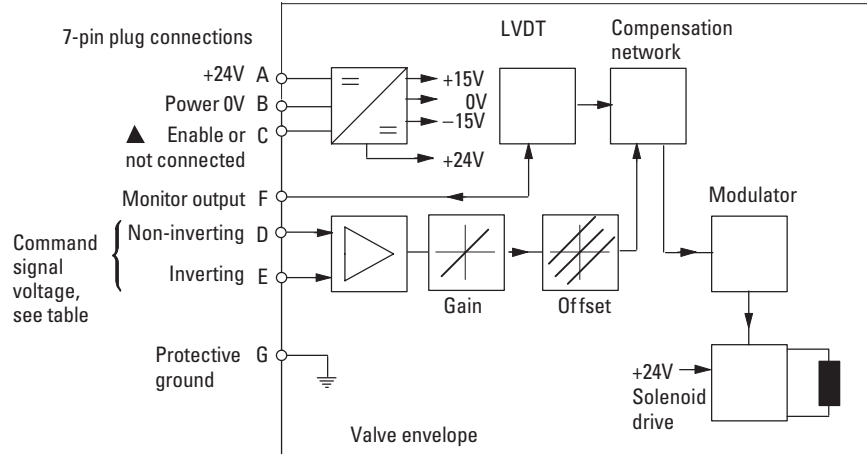 7-pin plug connections
+24V A
Power 0V B
▲ Enable or C
not connected
Monitor output F
Command
signal
voltage,
see table
Non-inverting D
Inverting E
Protective G
ground
+15V
0V
–15V
+24V
LVDT
Compensation
network
Gain
Offset
Modulator
+24V
Solenoid
drive
Valve envelope